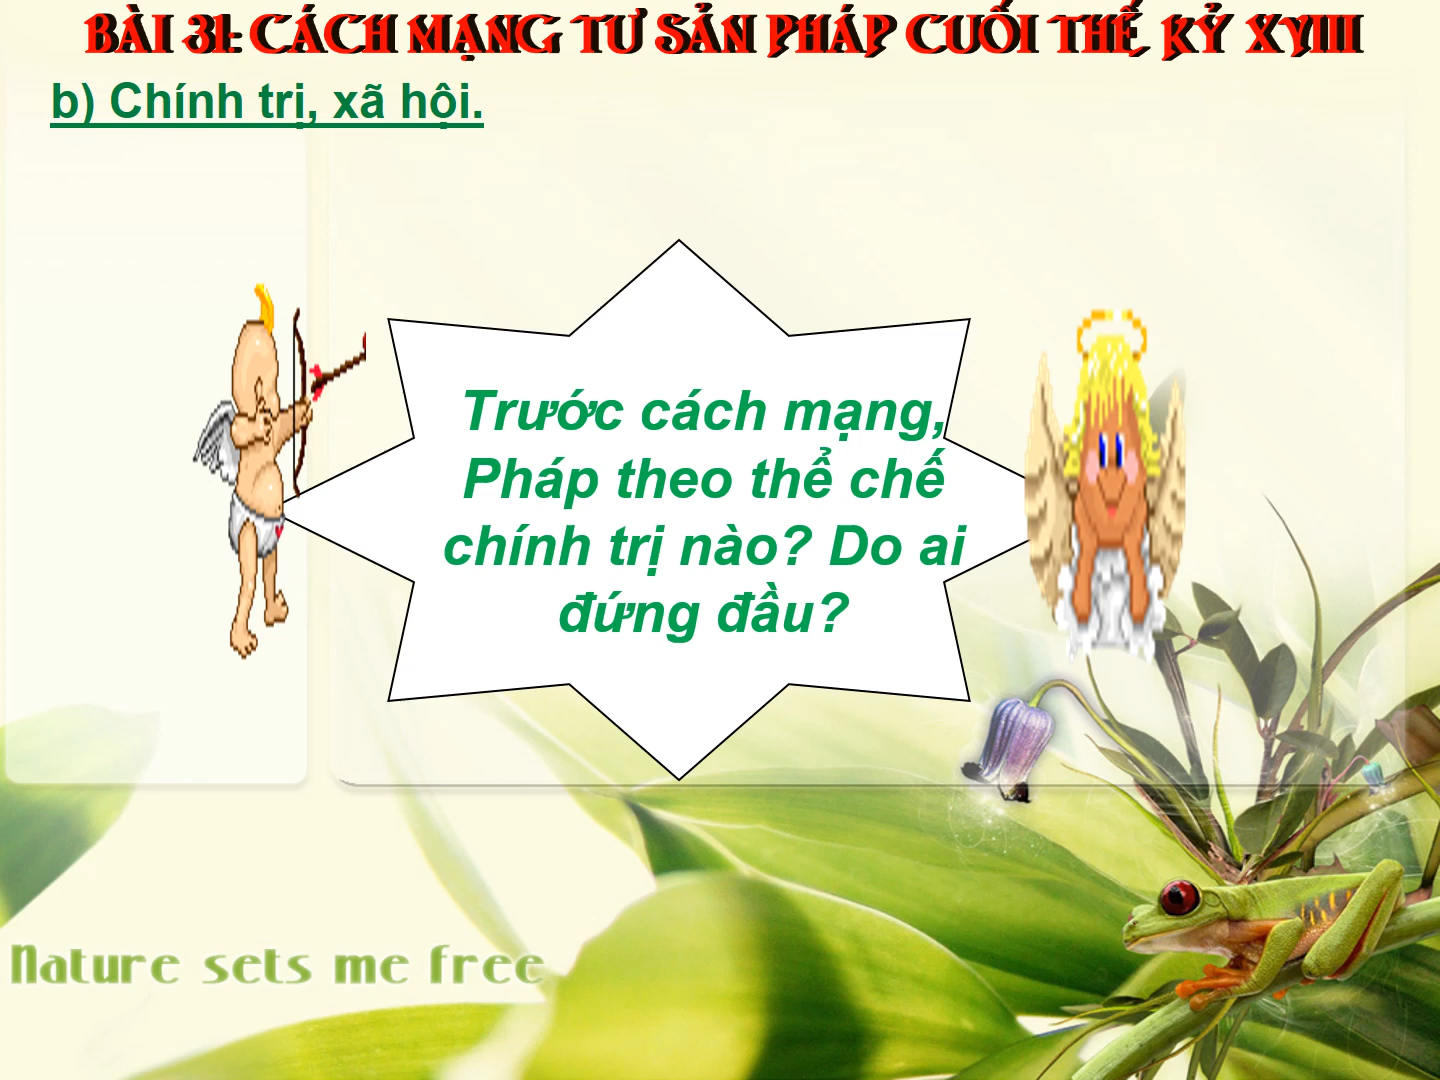 BÀI 31: CÁCH MẠNG TƯ SẢN PHÁP CUỐI THẾ KỶ XVIII
b) Chính trị, xã hội.
Trước cách mạng,
Pháp theo thể chế
chính trị nào? Do ai
đứng đầu?
Nature sets me free